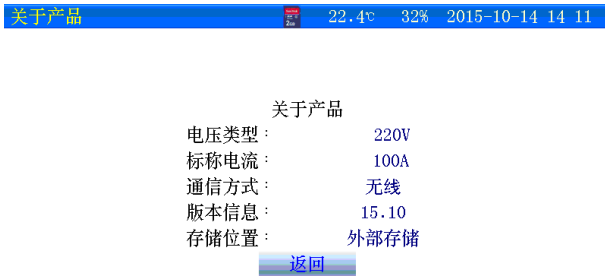 关于产品 22.4℃ 32% 2015-10-14 14 11
关于产品
电压类型： 220V
标称电流： 100A
通信方式： 无线
版本信息： 15.10
存储位置： 外部存储
返回